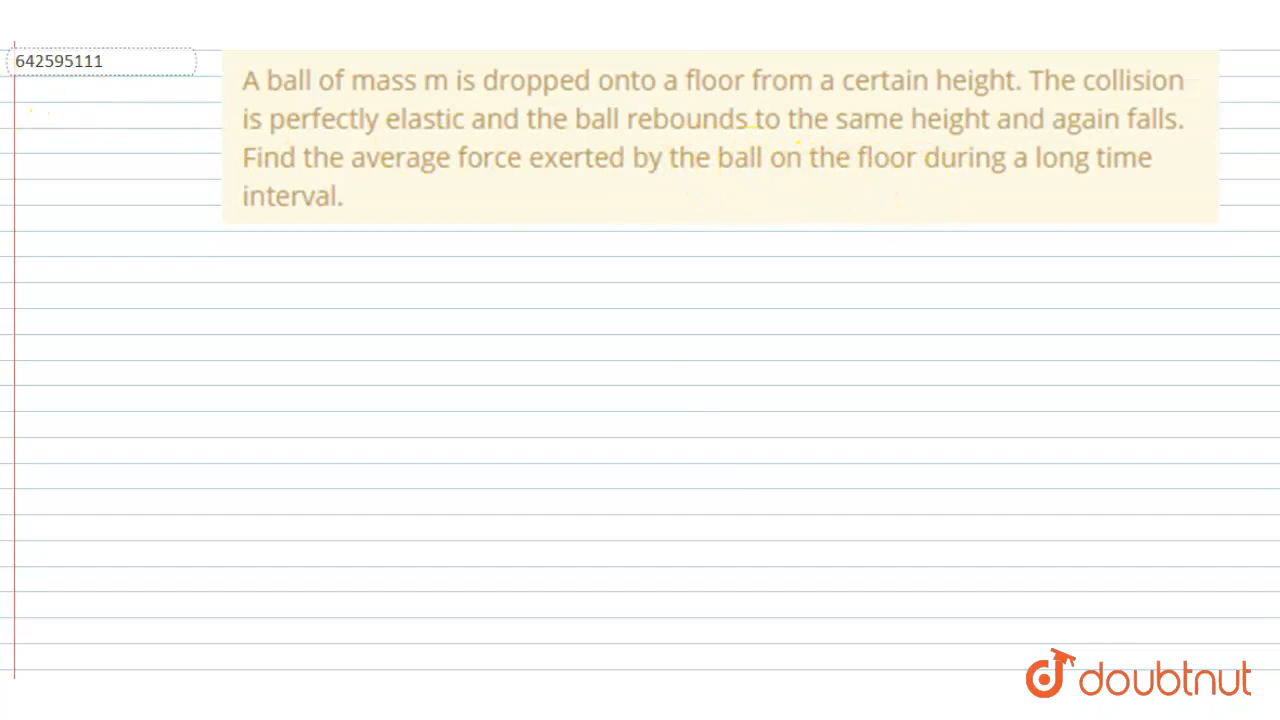 642595111
A ball of mass m is dropped onto a floor from a certain height. The collision
is perfectly elastic and the ball rebounds to the same height and again falls.
Find the average force exerted by the ball on the floor during a long time
interval.
doubtnut